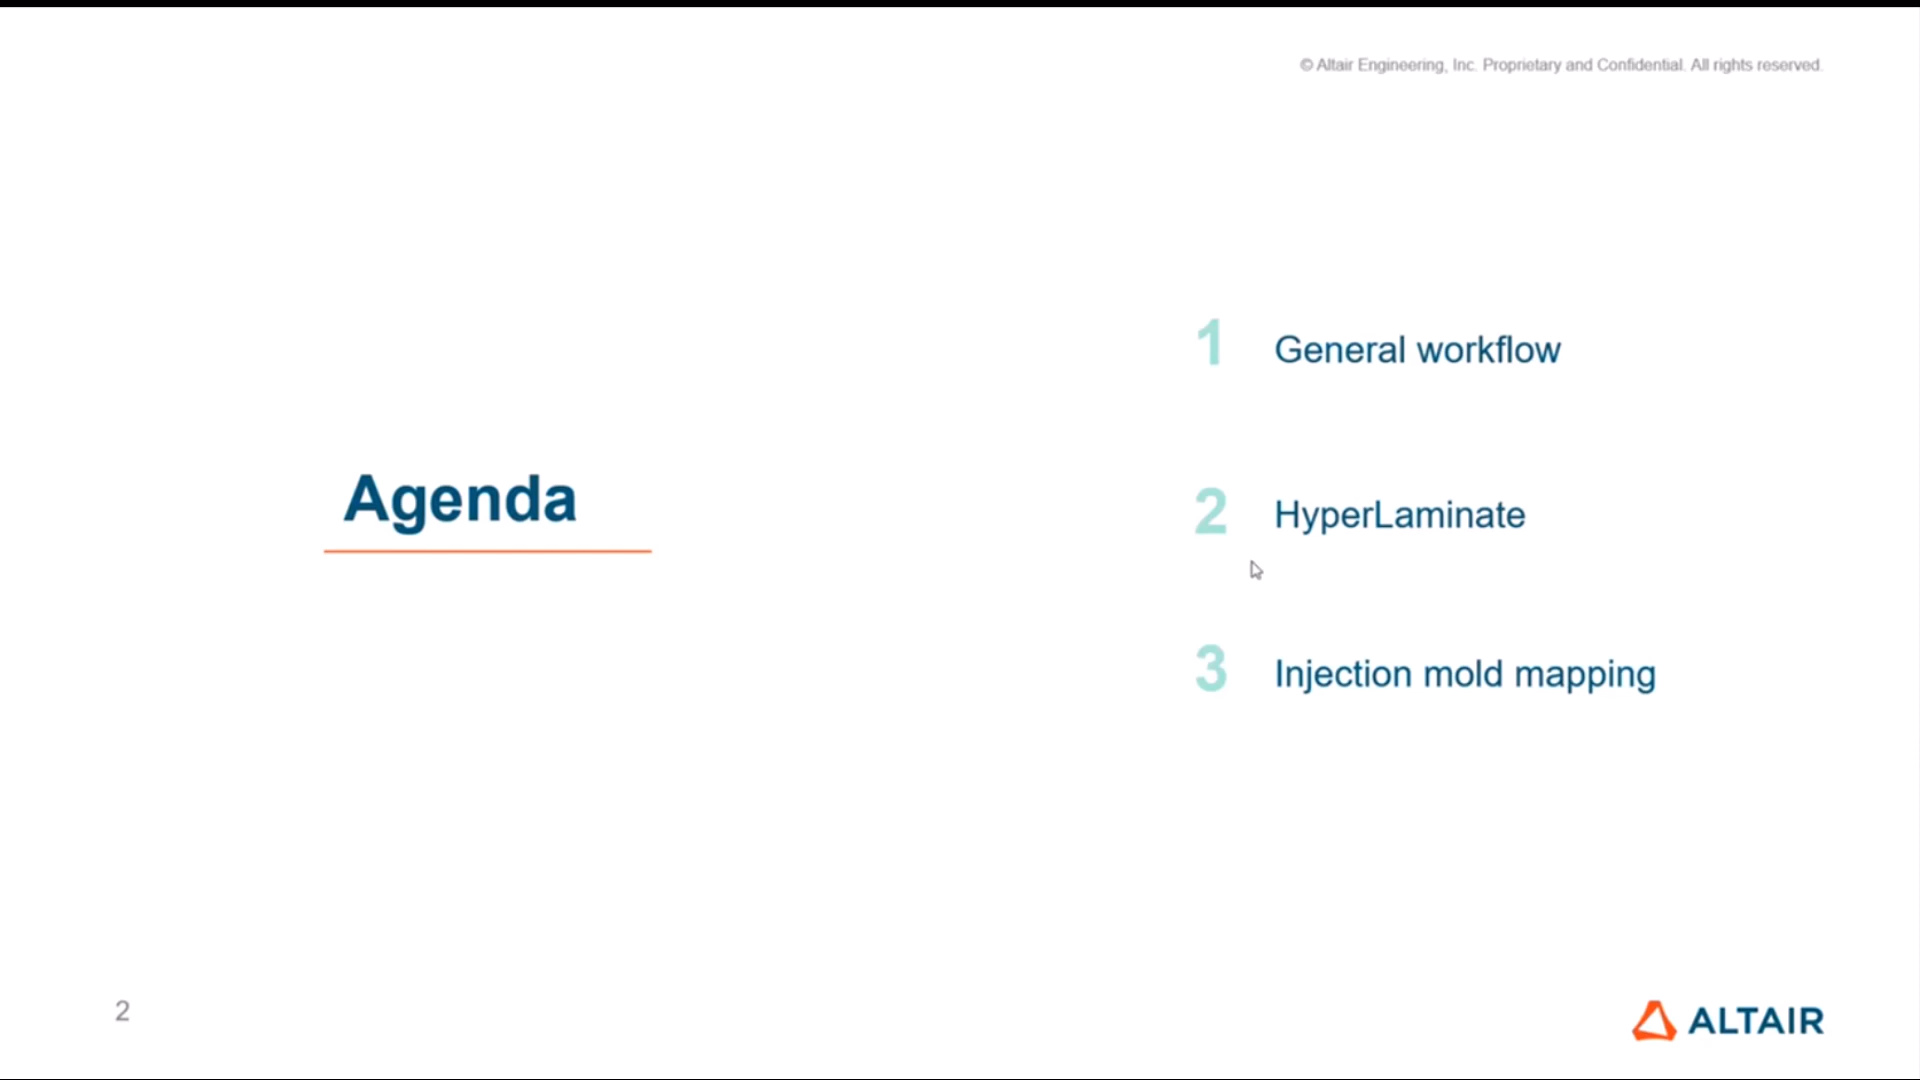 © Altair Engineering, Inc. Proprietary and Confidential. All rights reserved.
Agenda
1 General workflow
2 HyperLaminate
3 Injection mold mapping
2
ALTAIR